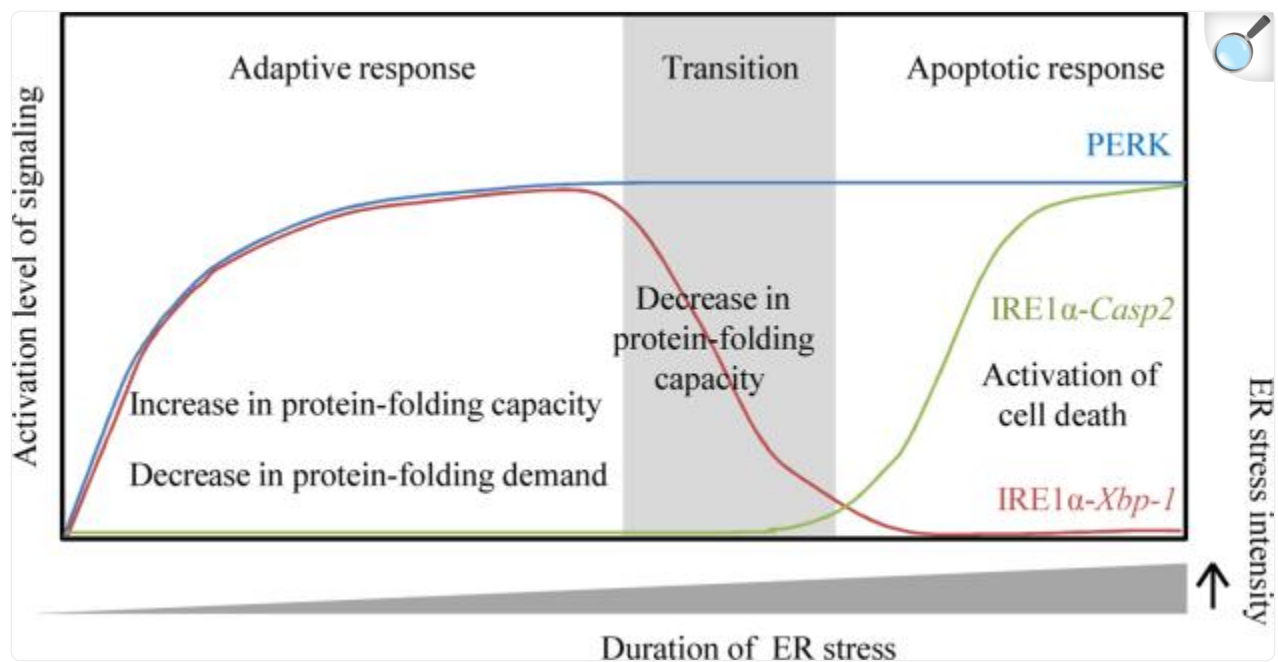 Adaptive response
Transition
Apoptotic response
PERK
Activation level of signaling
Decrease in
protein-folding
capacity
IRE1α-Casp2
Activation of
cell death
Increase in protein-folding capacity
Decrease in protein-folding demand
IRE1α-Xbp-1
ER stress intensity
Duration of ER stress